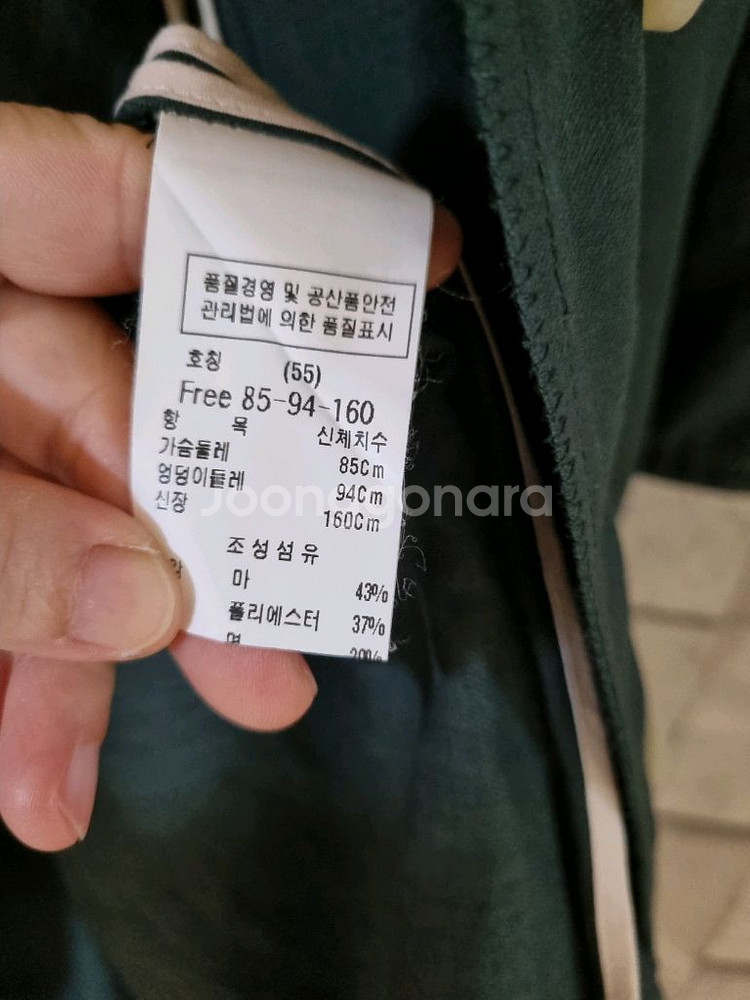 품질경영 및 공산품안전
관리법에 의한 품질표시
호칭 (55)
Free 85-94-160
항 목 신체치수
가슴둘레 85Cm
엉덩이둘레 94Cm
신장 160Cm
조성섬유
마 43%
폴리에스터 37%
면 20%
Joonggonara